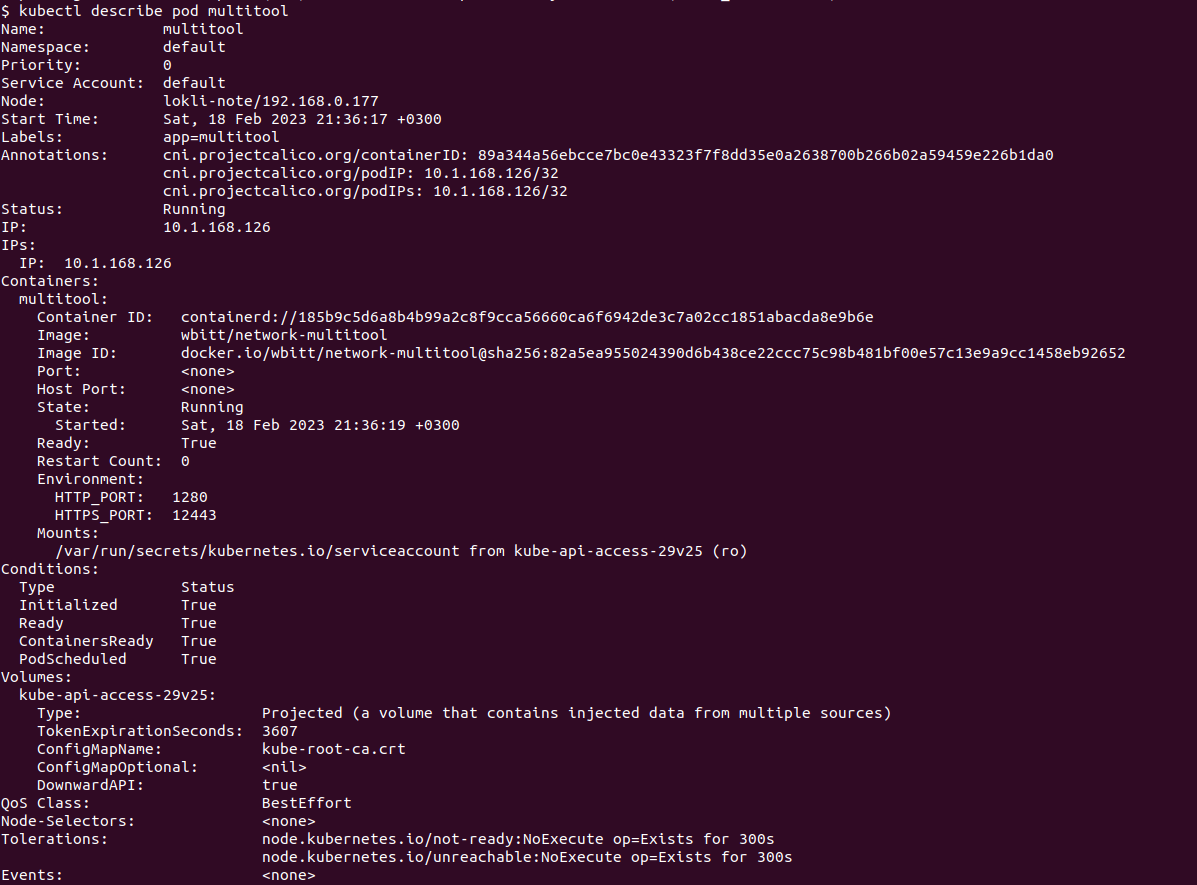 $ kubectl describe pod multitool
Name:             multitool
Namespace:        default
Priority:         0
Service Account:  default
Node:             lokli-note/192.168.0.177
Start Time:       Sat, 18 Feb 2023 21:36:17 +0300
Labels:           app=multitool
Annotations:      cni.projectcalico.org/containerID: 89a344a56ebcce7bc0e43323f7f8dd35e0a2638700b266b02a59459e226b1da0
                  cni.projectcalico.org/podIP: 10.1.168.126/32
                  cni.projectcalico.org/podIPs: 10.1.168.126/32
Status:           Running
IP:               10.1.168.126
IPs:
  IP:  10.1.168.126
Containers:
  multitool:
    Container ID:   containerd://185b9c5d6a8b4b99a2c8f9cca56660ca6f6942de3c7a02cc1851abacda8e9b6e
    Image:          wbitt/network-multitool
    Image ID:       docker.io/wbitt/network-multitool@sha256:82a5ea955024390d6b438ce22ccc75c98b481bf00e57c13e9a9cc1458eb92652
    Port:           <none>
    Host Port:      <none>
    State:          Running
      Started:      Sat, 18 Feb 2023 21:36:19 +0300
    Ready:          True
    Restart Count:  0
    Environment:
      HTTP_PORT:   1280
      HTTPS_PORT:  12443
    Mounts:
      /var/run/secrets/kubernetes.io/serviceaccount from kube-api-access-29v25 (ro)
Conditions:
  Type              Status
  Initialized       True
  Ready             True
  ContainersReady   True
  PodScheduled      True
Volumes:
  kube-api-access-29v25:
    Type:                    Projected (a volume that contains injected data from multiple sources)
    TokenExpirationSeconds:  3607
    ConfigMapName:           kube-root-ca.crt
    ConfigMapOptional:       <nil>
    DownwardAPI:             true
QoS Class:                   BestEffort
Node-Selectors:              <none>
Tolerations:                 node.kubernetes.io/not-ready:NoExecute op=Exists for 300s
                             node.kubernetes.io/unreachable:NoExecute op=Exists for 300s
Events:                      <none>